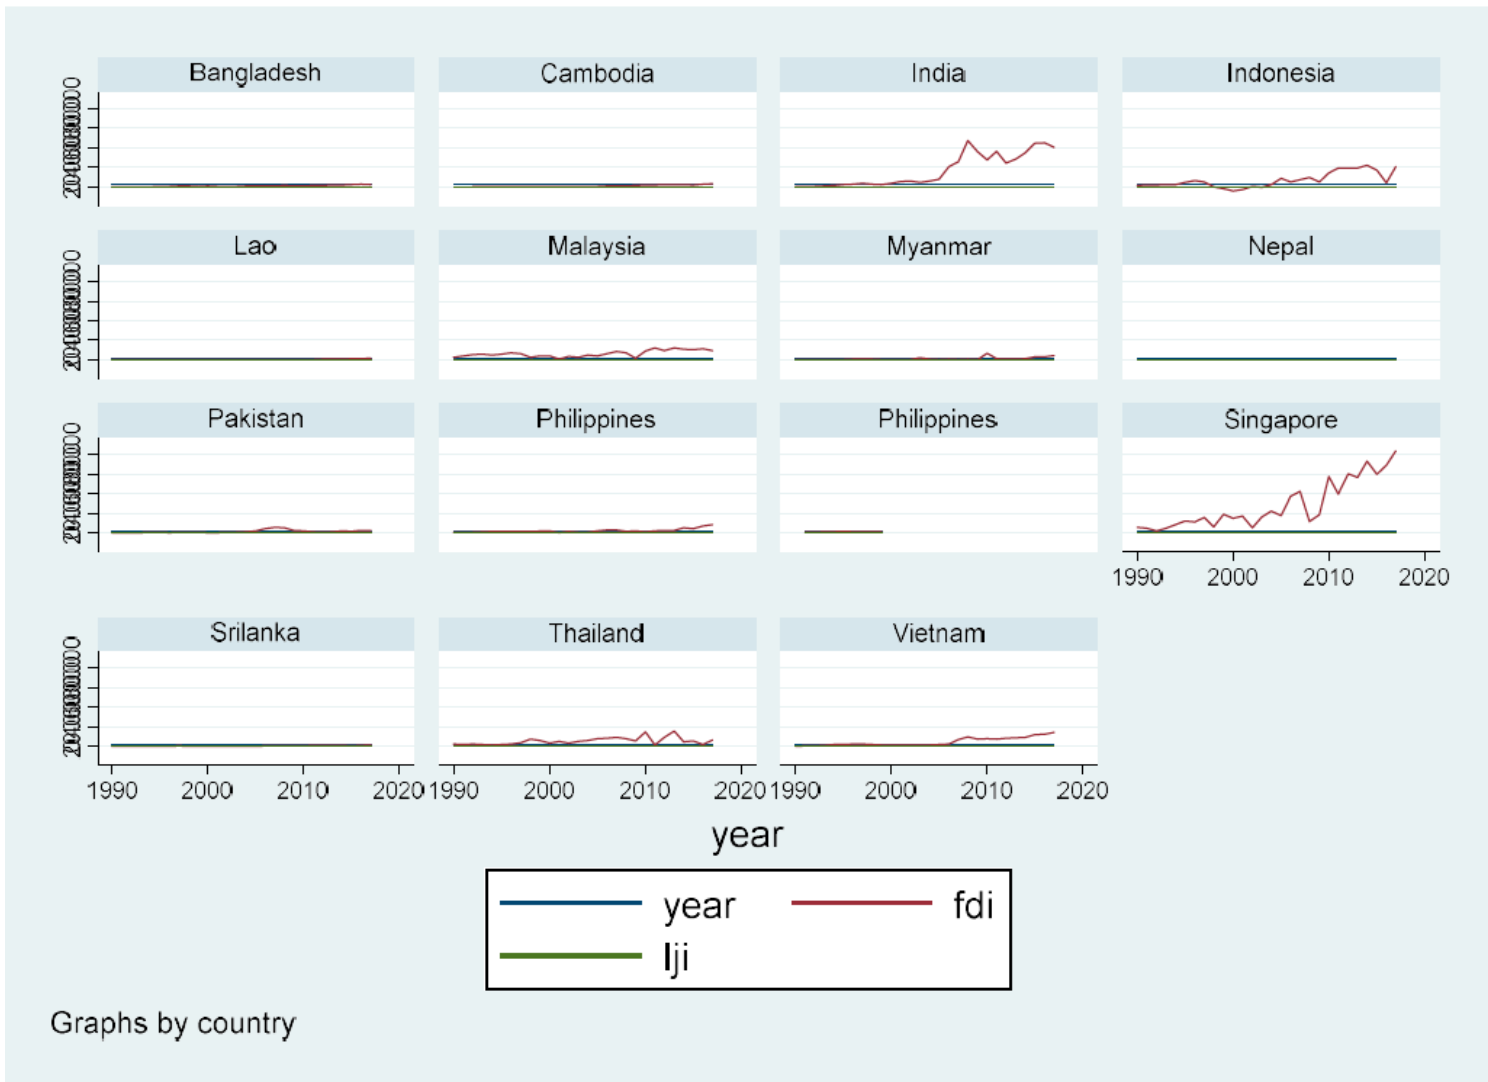 Bangladesh Cambodia India Indonesia
Lao Malaysia Myanmar Nepal
Pakistan Philippines Philippines Singapore
1990 2000 2010 2020
Srilanka Thailand Vietnam
1990 2000 2010 2020 1990 2000 2010 2020 1990 2000 2010 2020
year
year fdi
lji
Graphs by country